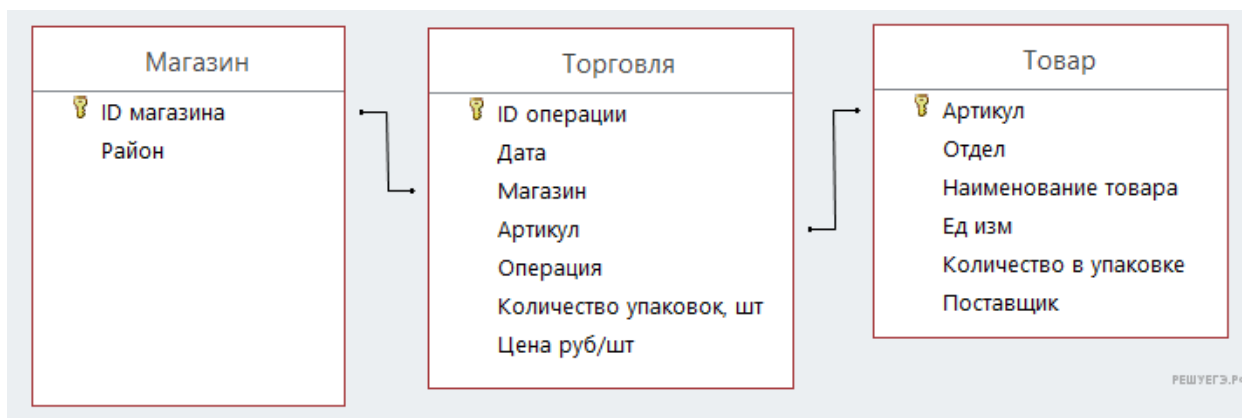 Магазин
ID магазина
Район
Торговля
ID операции
Дата
Магазин
Артикул
Операция
Количество упаковок, шт
Цена руб/шт
Товар
Артикул
Отдел
Наименование товара
Ед изм
Количество в упаковке
Поставщик